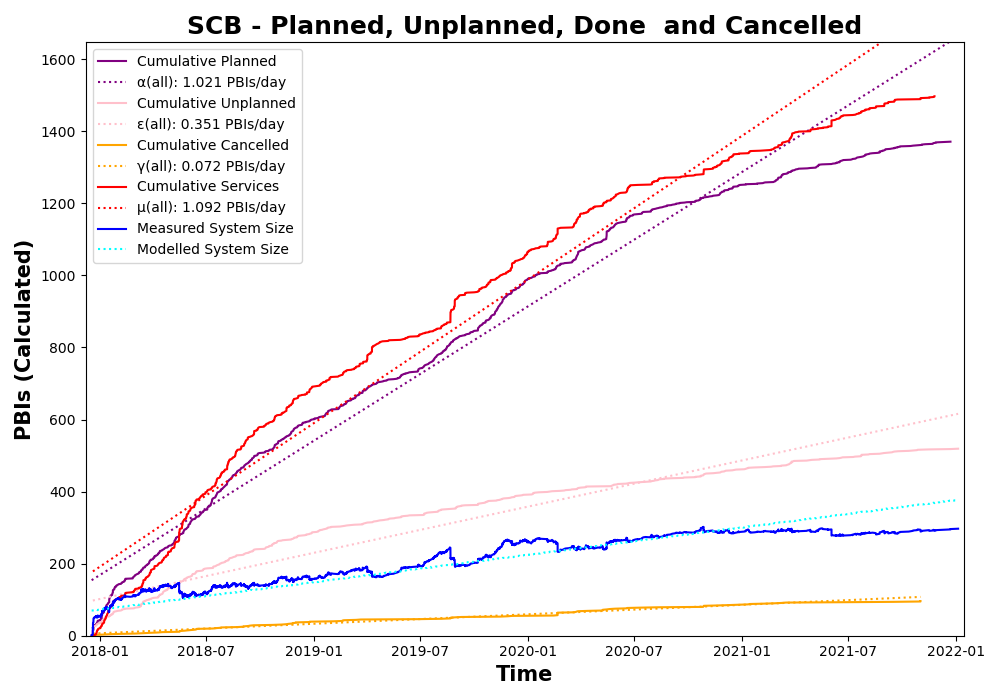 SCB - Planned, Unplanned, Done  and Cancelled
Cumulative Planned
α(all): 1.021 PBIs/day
Cumulative Unplanned
ε(all): 0.351 PBIs/day
Cumulative Cancelled
γ(all): 0.072 PBIs/day
Cumulative Services
μ(all): 1.092 PBIs/day
Measured System Size
Modelled System Size
PBIs (Calculated)
1600
1400
1200
1000
800
600
400
200
0
2018-01 2018-07 2019-01 2019-07 2020-01 2020-07 2021-01 2021-07 2022-01
Time